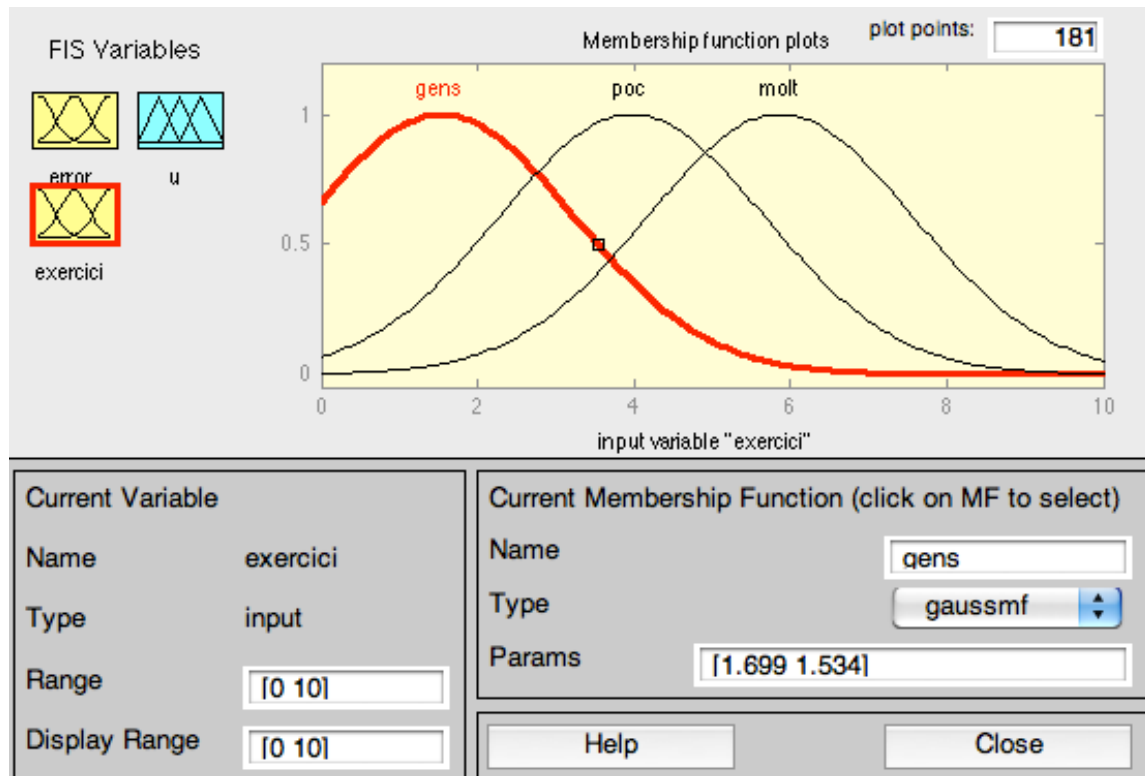 FIS Variables
Membership function plots
plot points:
181
error
u
exercici
gens
poc
molt
1
0.5
0
0
2
4
6
8
10
input variable "exercici"
Current Variable
Name exercici
Type input
Range [0 10]
Display Range [0 10]
Current Membership Function (click on MF to select)
Name gens
Type gaussmf
Params [1.699 1.534]
Help
Close